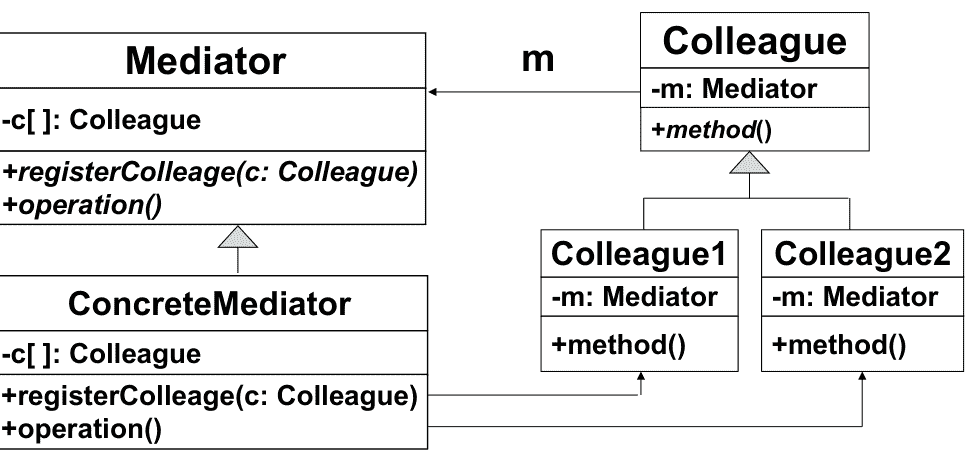 Mediator
-c[ ]: Colleague
+registerColleage(c: Colleague)
+operation()
m
Colleague
-m: Mediator
+method()
ConcreteMediator
-c[ ]: Colleague
+registerColleage(c: Colleague)
+operation()
Colleague1
-m: Mediator
+method()
Colleague2
-m: Mediator
+method()